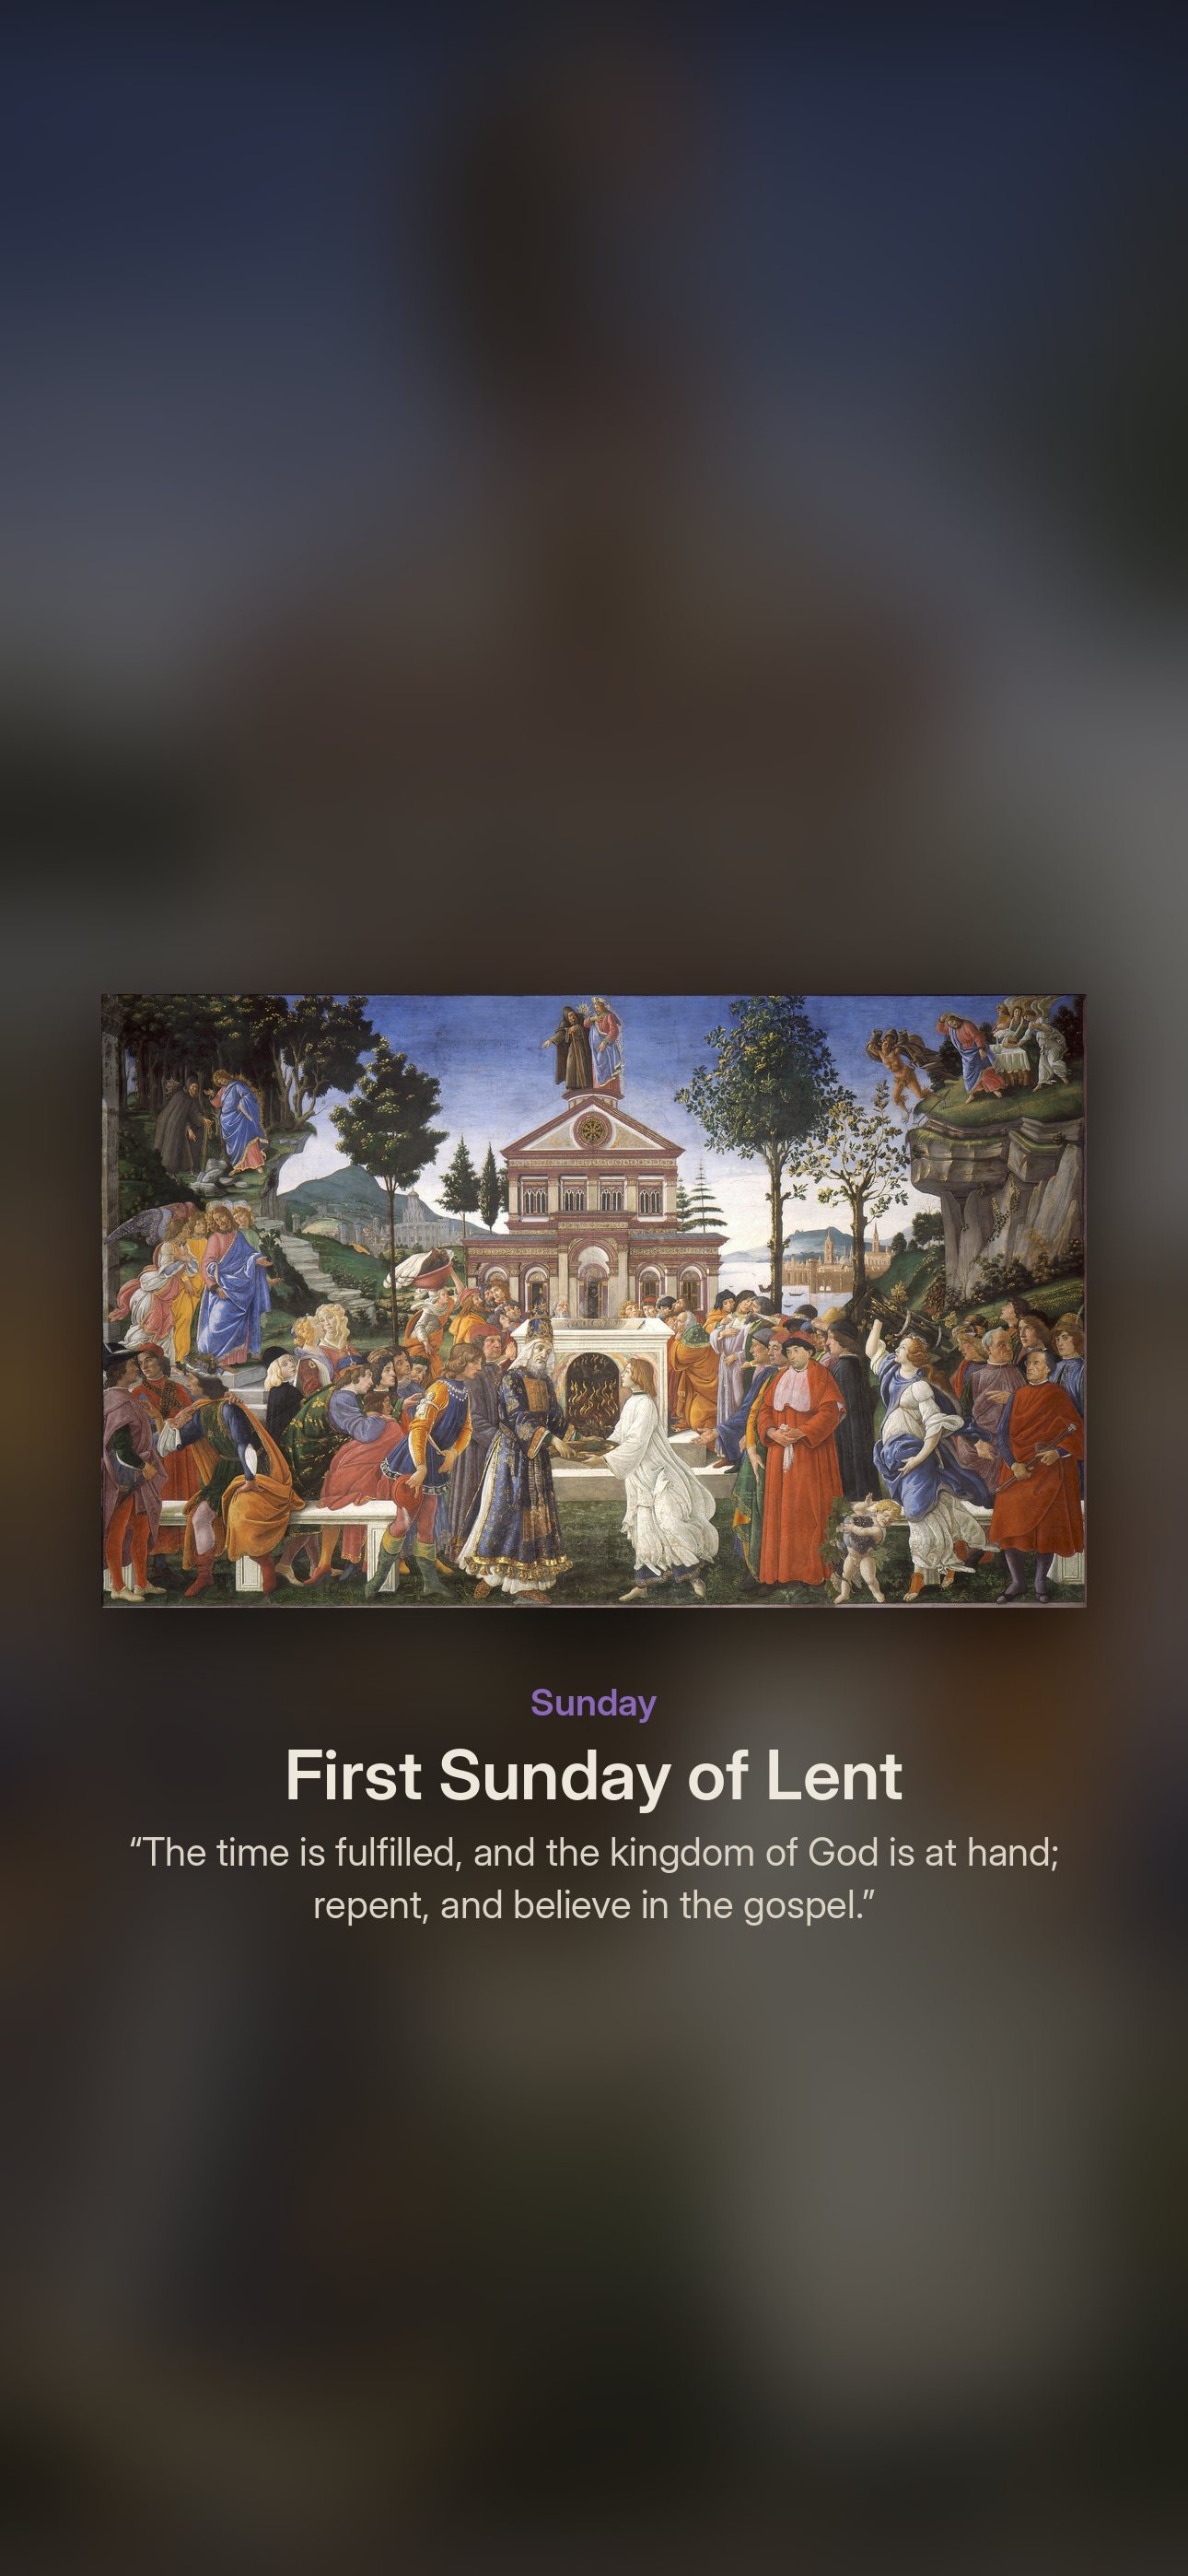 Sunday
First Sunday of Lent
“The time is fulfilled, and the kingdom of God is at hand;
repent, and believe in the gospel.”